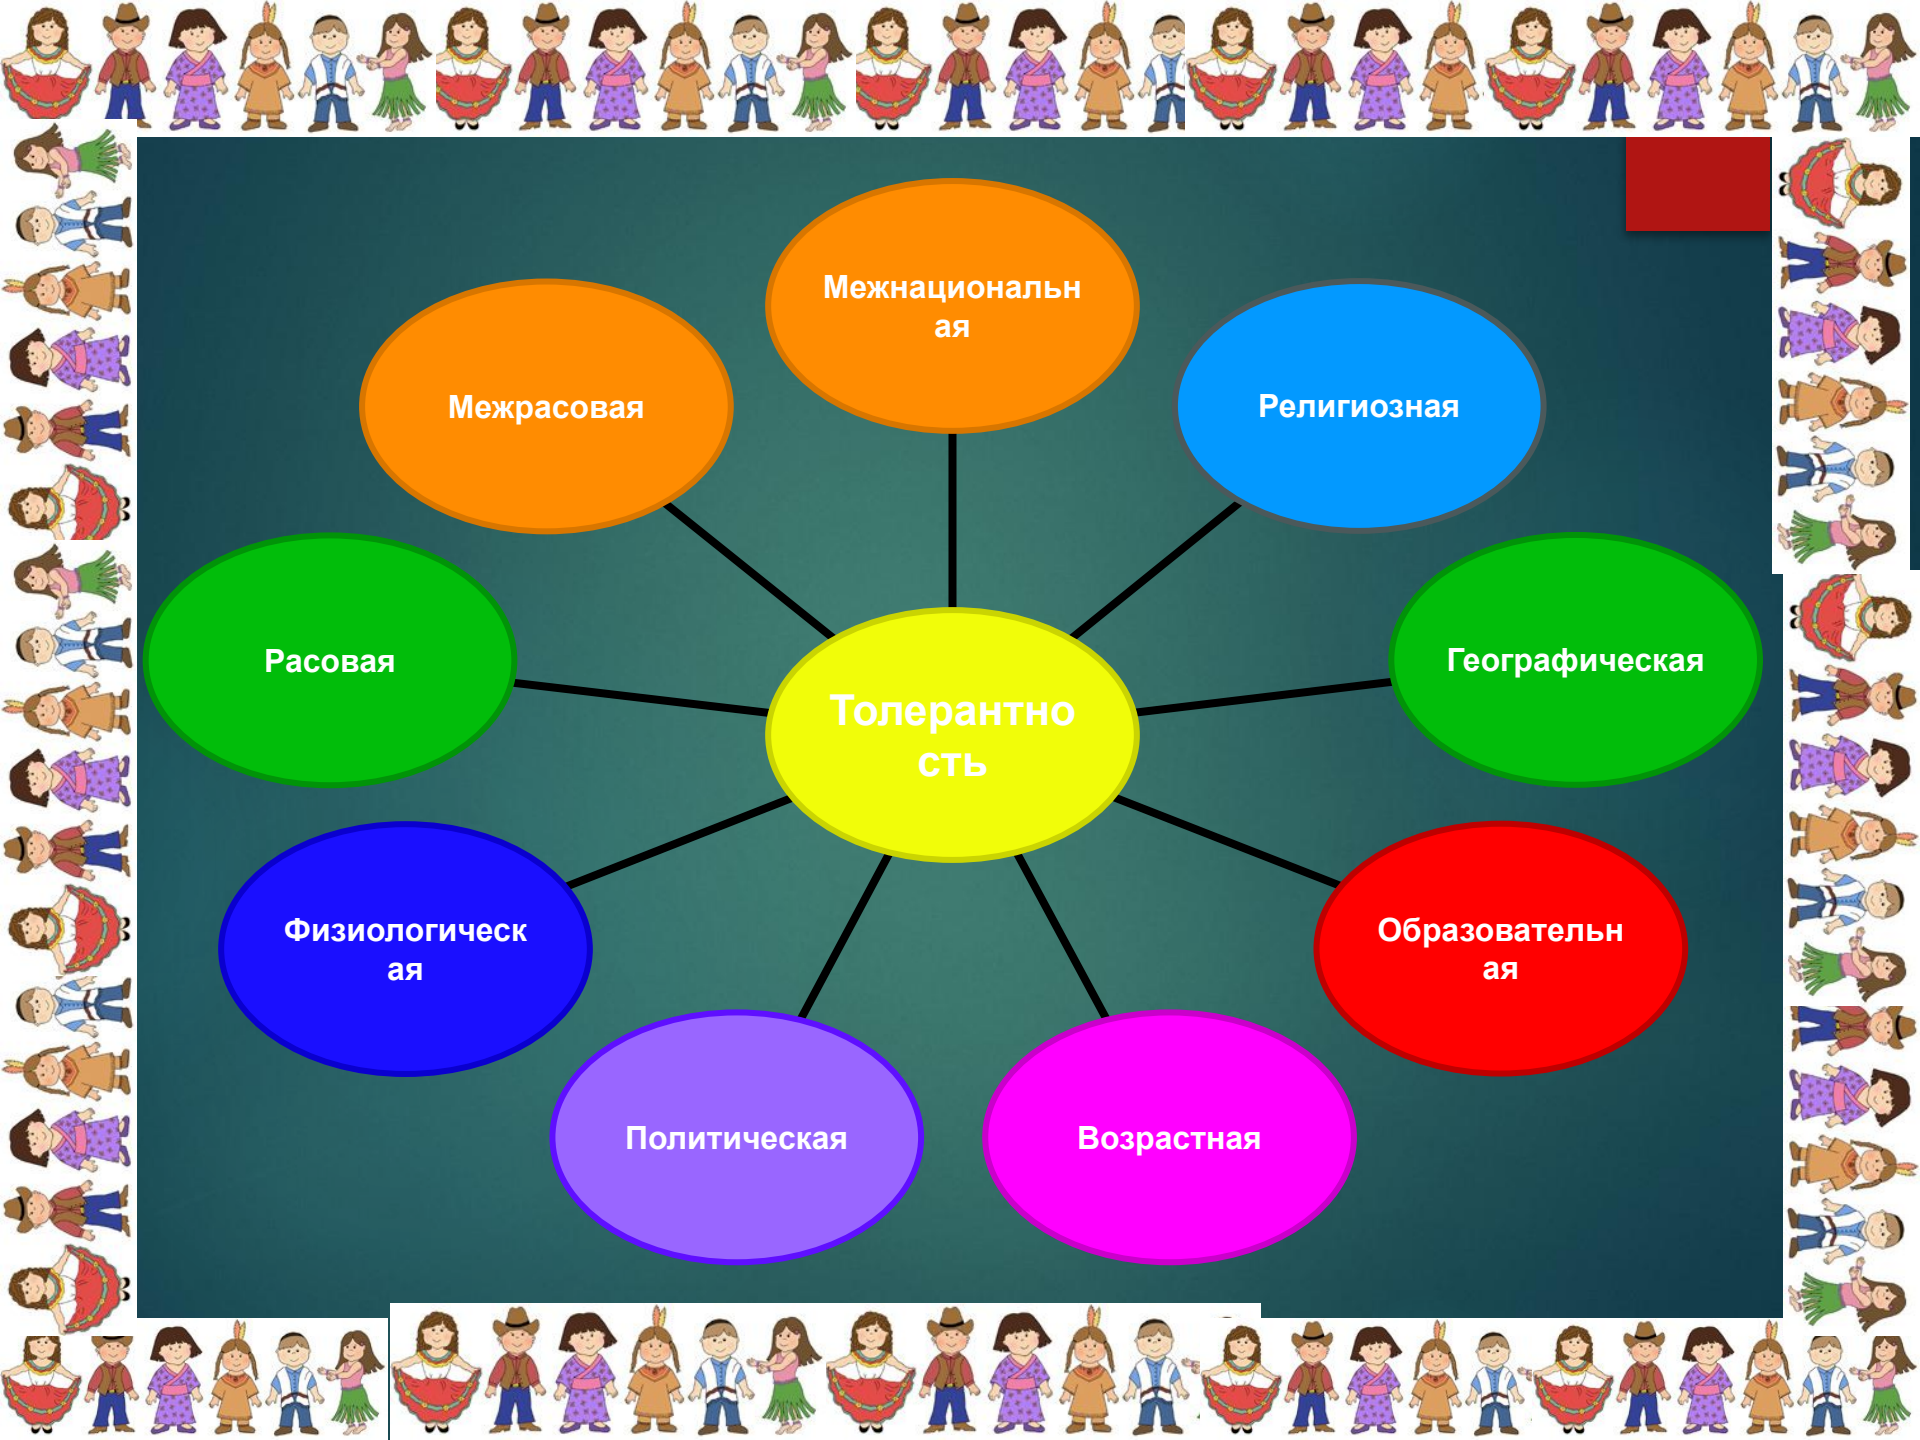 Межнациональн
ая
Межрасовая
Религиозная
Расовая
Географическая
Толерантно
сть
Физиологическ
ая
Образовательн
ая
Политическая
Возрастная